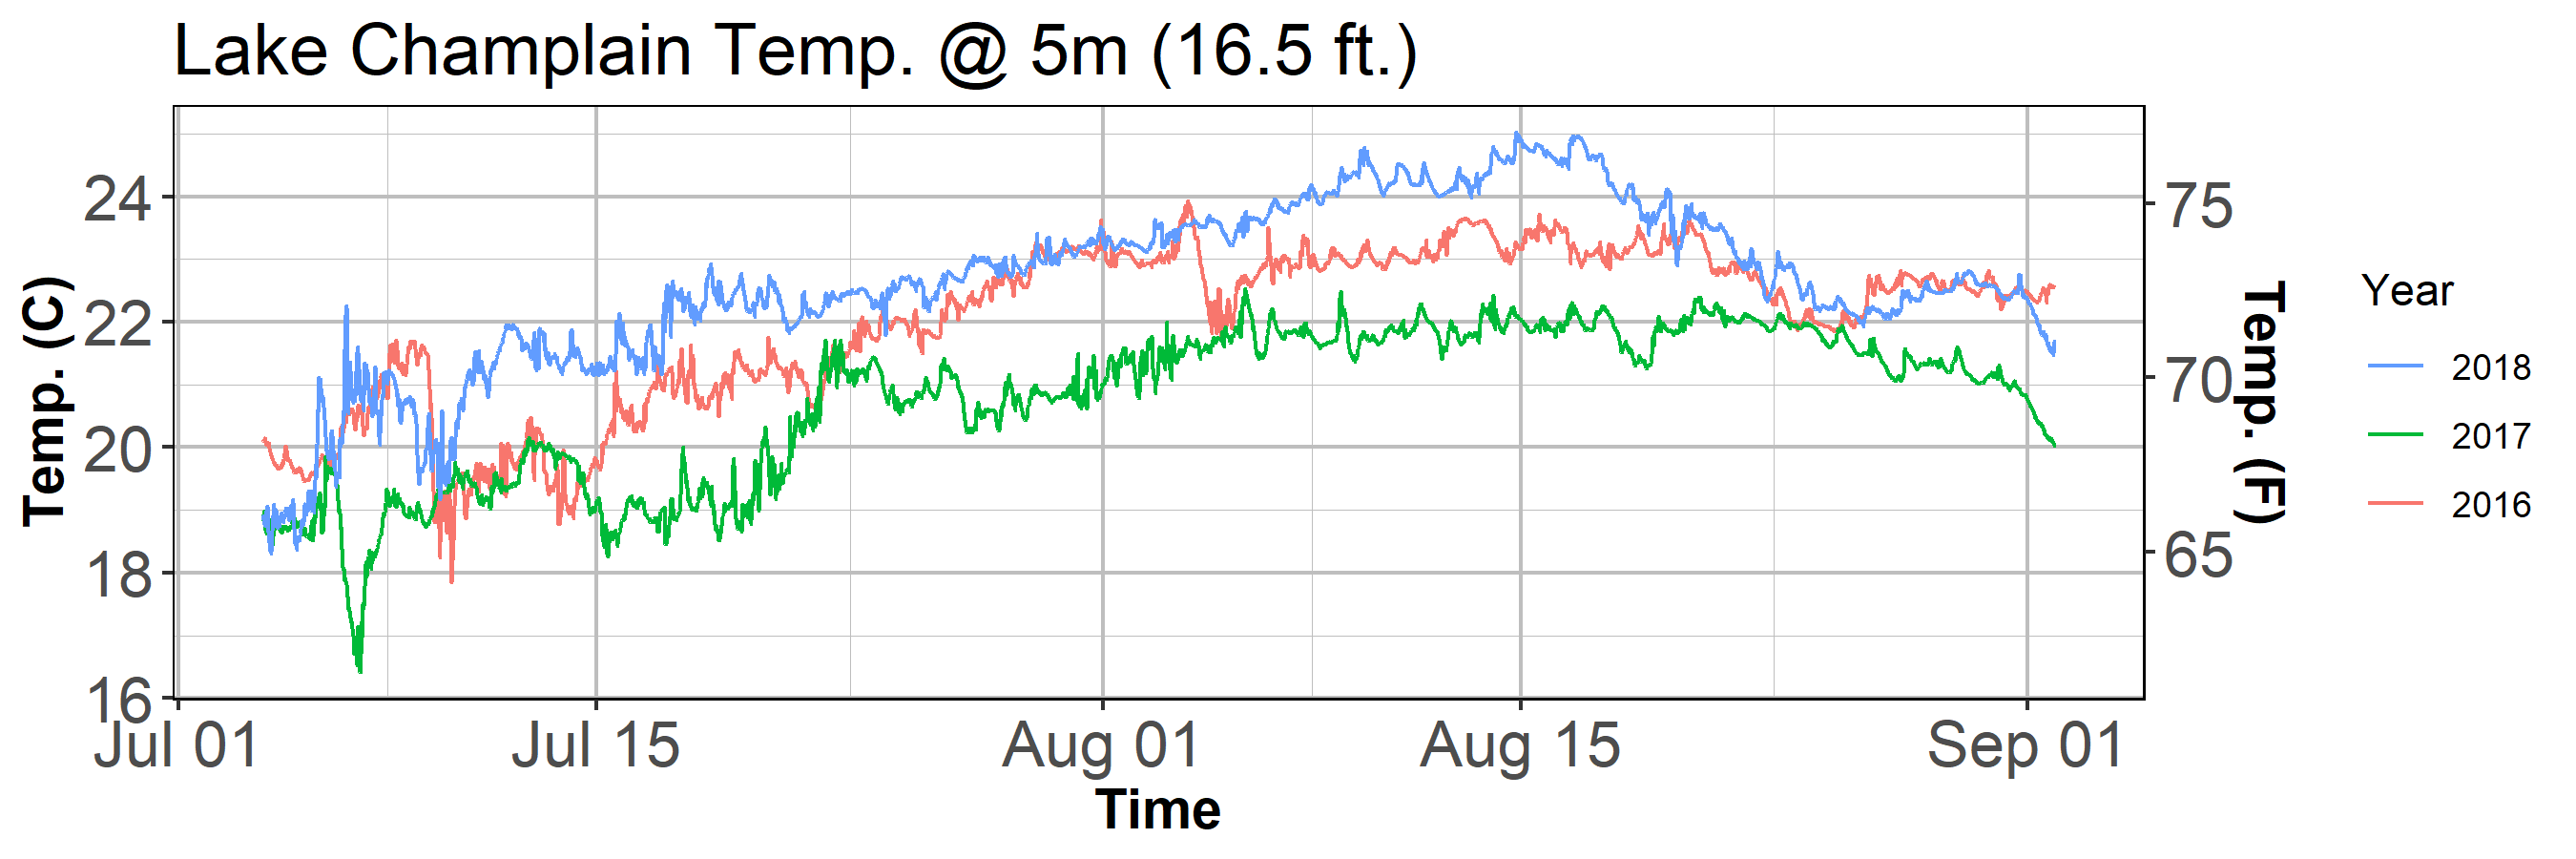 Lake Champlain Temp. @ 5m (16.5 ft.)
Temp. (C)
24
22
20
18
16
Jul 01
Jul 15
Aug 01
Aug 15
Sep 01
Time
75
70
65
Temp. (F)
Year
2018
2017
2016